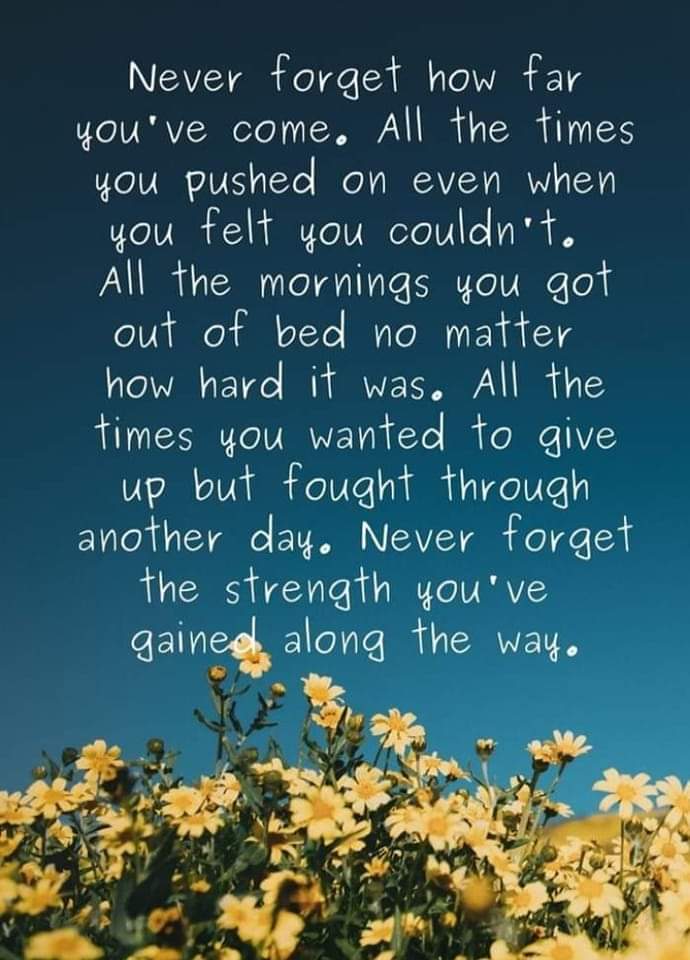 Never forget how far
you've come. All the times
you pushed on even when
you felt you couldn't.
All the mornings you got
out of bed no matter
how hard it was. All the
times you wanted to give
up but fought through
another day. Never forget
the strength you've
gained along the way.